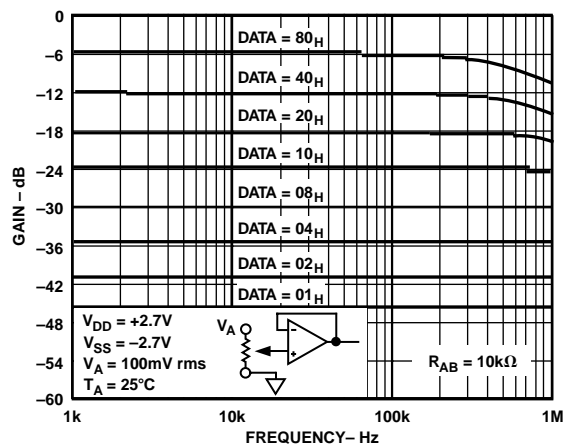 0
–6
–12
–18
–24
–30
–36
–42
–48
–54
–60
GAIN – dB
DATA = 80H
DATA = 40H
DATA = 20H
DATA = 10H
DATA = 08H
DATA = 04H
DATA = 02H
DATA = 01H
VDD = +2.7V
VSS = –2.7V
VA = 100mV rms
TA = 25°C
VA
–
+
RAB = 10kΩ
1k
10k
100k
1M
FREQUENCY– Hz